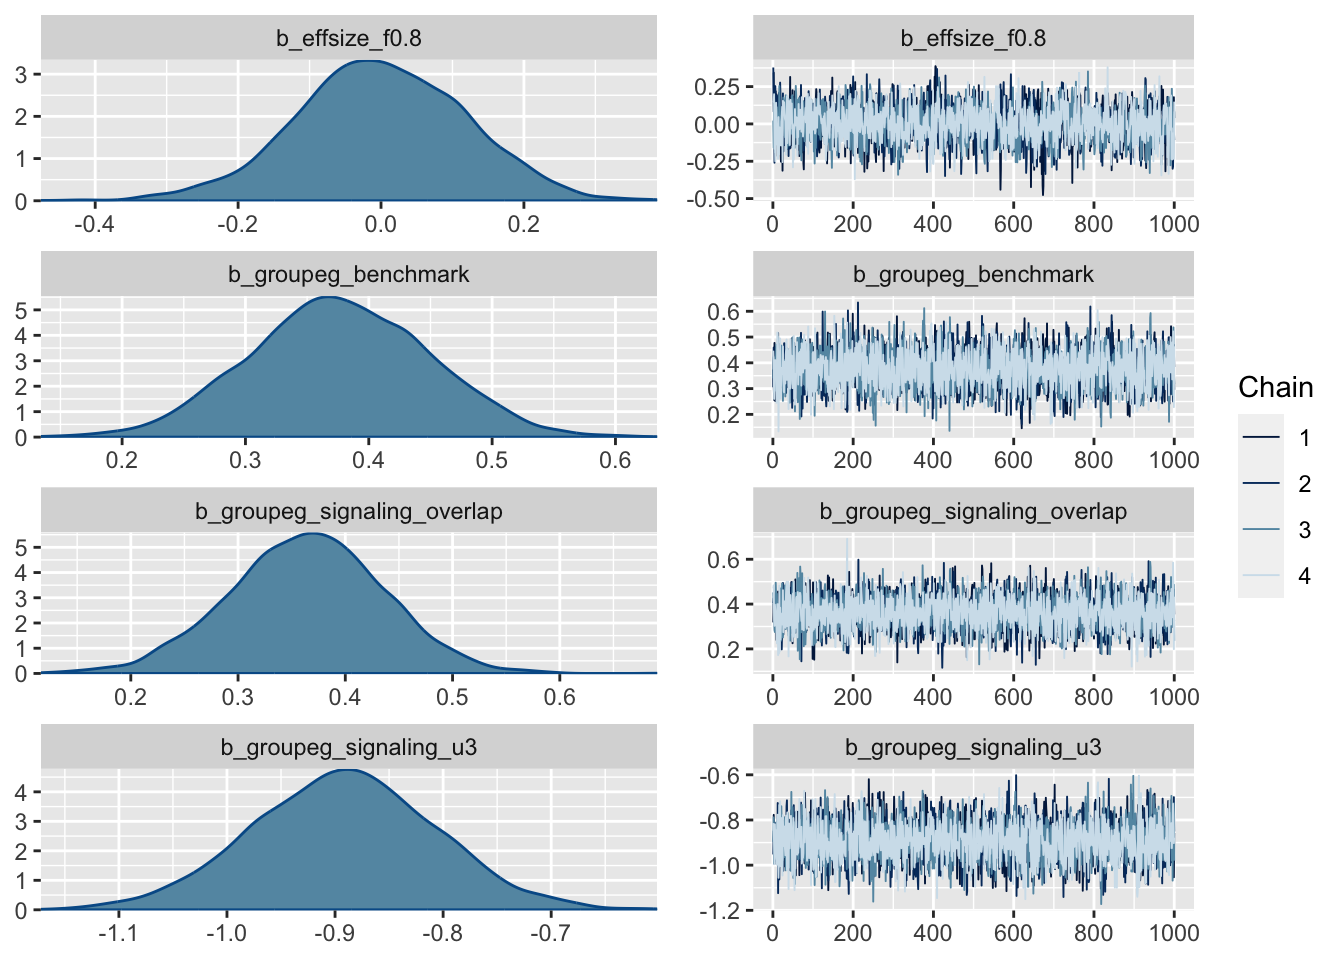 b_effsize_f0.8
3
2
1
0
-0.4 -0.2 0.0 0.2
b_effsize_f0.8
0.25
0.00
-0.25
-0.50
0 200 400 600 800 1000
b_groupeg_benchmark
5
4
3
2
1
0
0.2 0.3 0.4 0.5 0.6
b_groupeg_benchmark
0.6
0.5
0.4
0.3
0.2
0 200 400 600 800 1000
b_groupeg_signaling_overlap
5
4
3
2
1
0
0.2 0.3 0.4 0.5 0.6
b_groupeg_signaling_overlap
0.6
0.4
0.2
0 200 400 600 800 1000
b_groupeg_signaling_u3
4
3
2
1
0
-1.1 -1.0 -0.9 -0.8 -0.7
b_groupeg_signaling_u3
-0.6
-0.8
-1.0
-1.2
0 200 400 600 800 1000
Chain
1
2
3
4